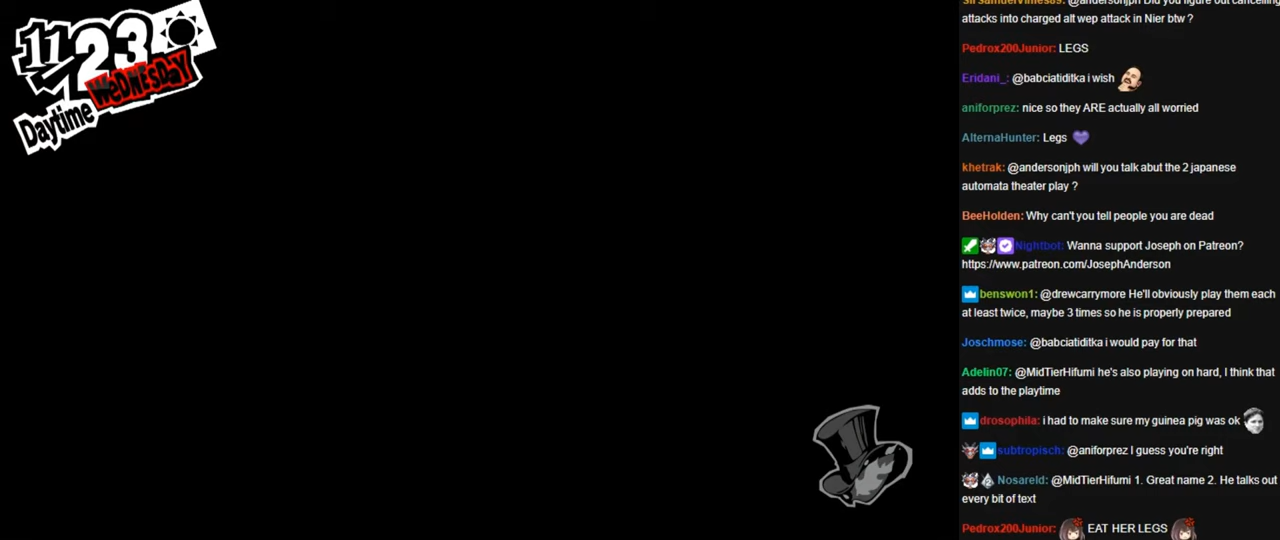 11/23
WEDNESDAY
Daytime
attacks into charged alt wep attack in Nier btw ?
Pedrox200Junior: LEGS
Eridani_: @babciatiditka i wish
aniforprez: nice so they ARE actually all worried
AlternaHunter: Legs
khetrak: @andersonjph will you talk abut the 2 japanese
automata theater play ?
BeeHolden: Why can't you tell people you are dead
Nightbot: Wanna support Joseph on Patreon?
https://www.patreon.com/JosephAnderson
benswon1: @drewcarrymore He'll obviously play them each
at least twice, maybe 3 times so he is properly prepared
Joschmose: @babciatiditka i would pay for that
Adelin07: @MidTierHifumi he's also playing on hard, I think that
adds to the playtime
drosophila: i had to make sure my guinea pig was ok
subtropisch: @aniforprez I guess you're right
Nosareld: @MidTierHifumi 1. Great name 2. He talks out
every bit of text
Pedrox200Junior: EAT HER LEGS